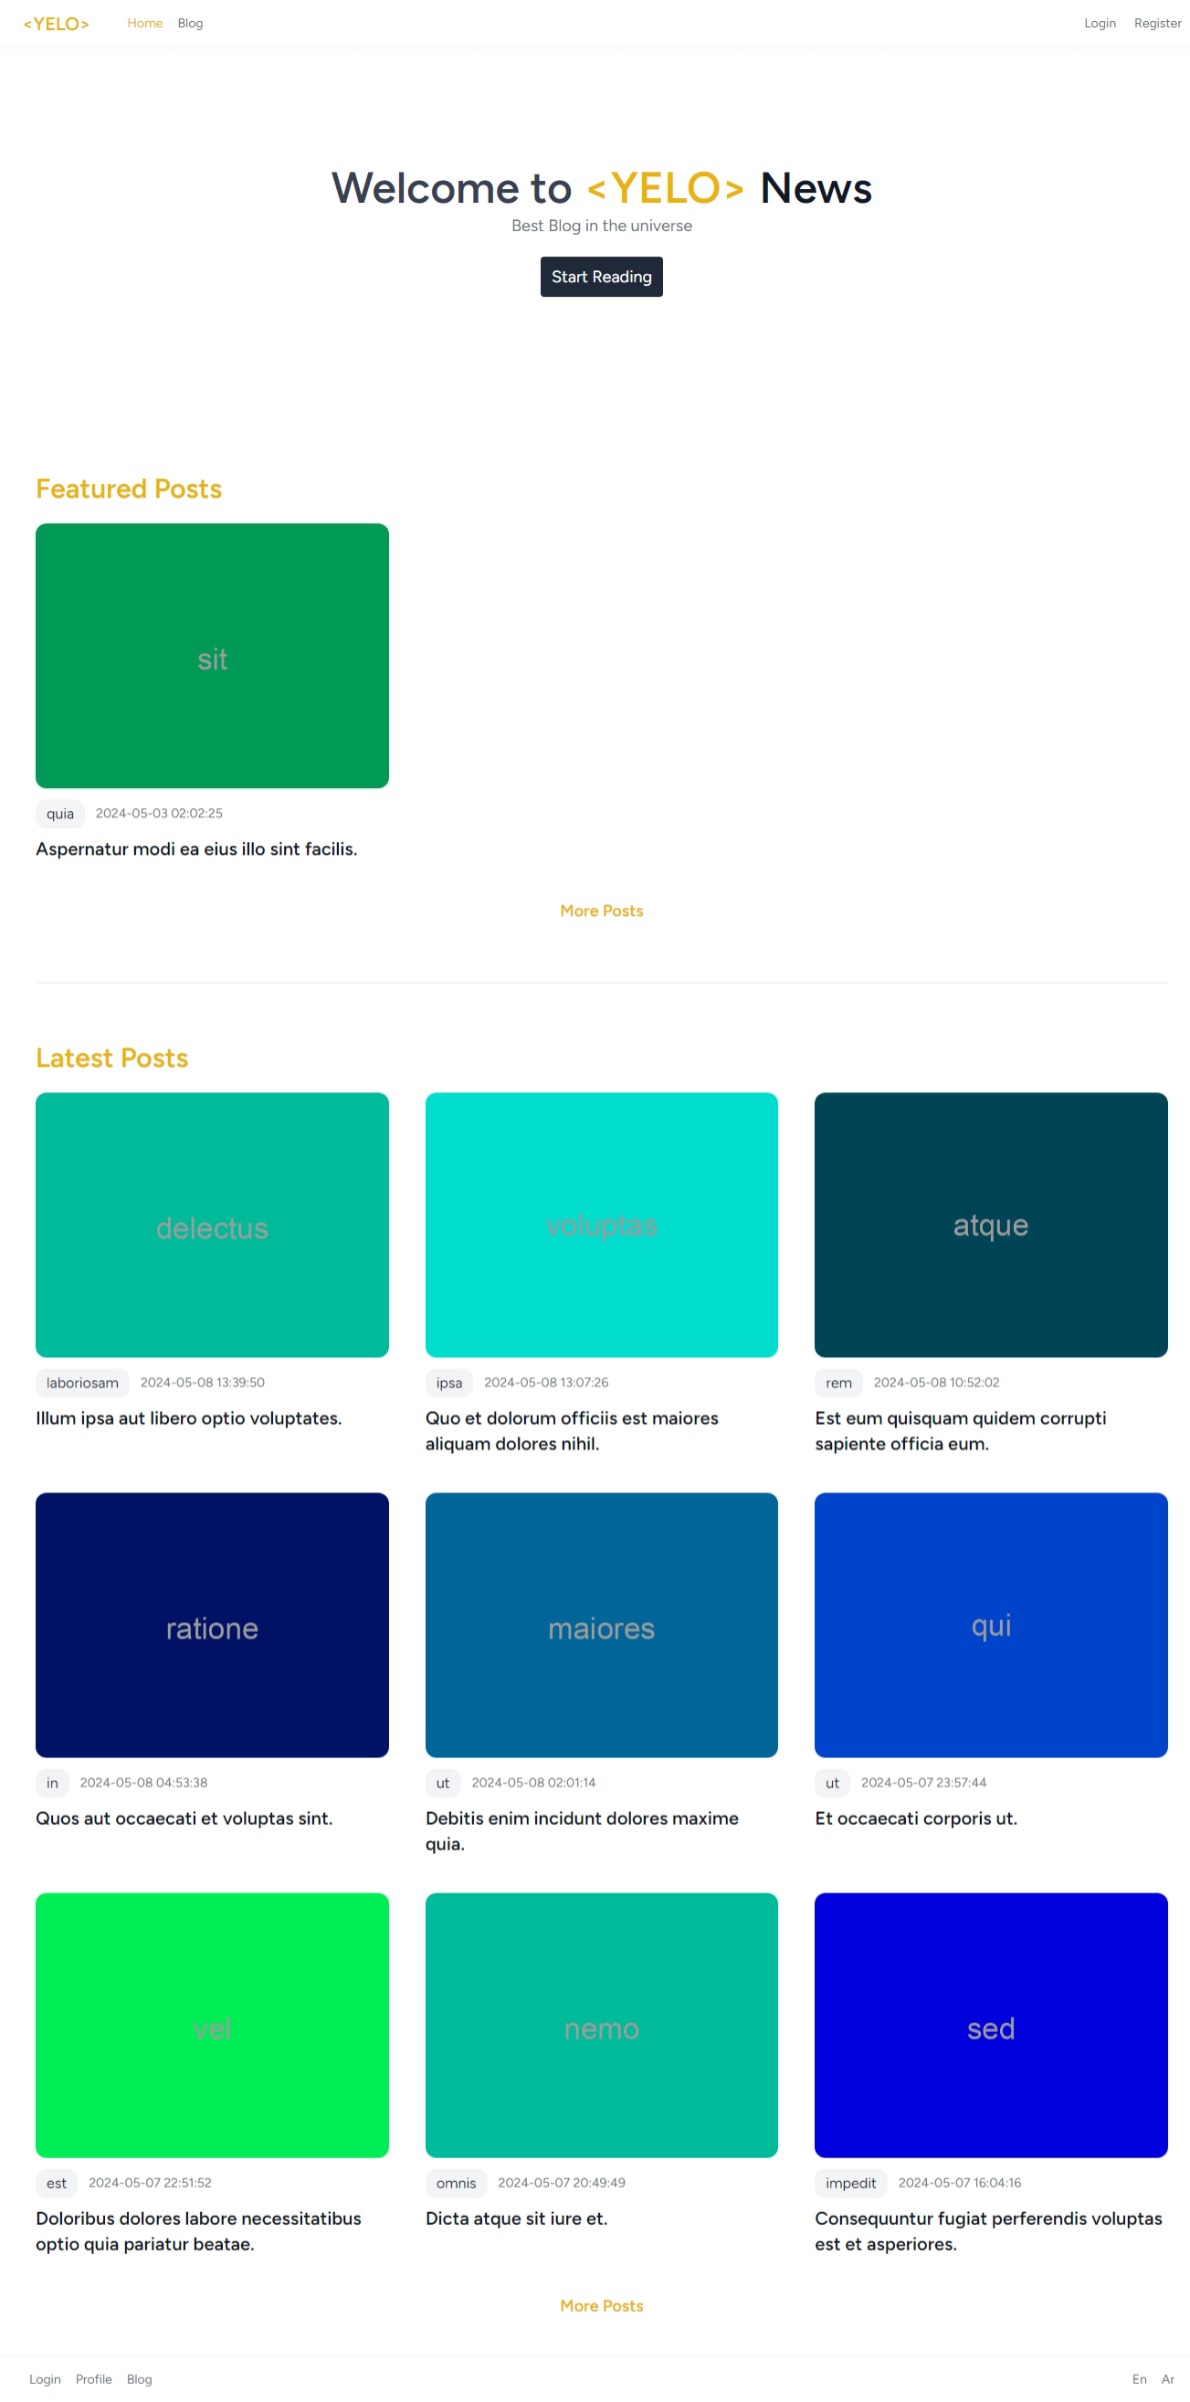 <YELO> Home Blog Login Register
Welcome to <YELO> News
Best Blog in the universe
Start Reading
Featured Posts
sit
quia 2024-05-03 02:02:25
Aspernatur modi ea eius illo sint facilis.
More Posts
Latest Posts
delectus
laboriosam 2024-05-08 13:39:50
Illum ipsa aut libero optio voluptates.
voluptas
ipsa 2024-05-08 13:07:26
Quo et dolorum officiis est maiores
aliquam dolores nihil.
atque
rem 2024-05-08 10:52:02
Est eum quisquam quidem corrupti
sapiente officia eum.
ratione
in 2024-05-08 04:53:38
Quos aut occaecati et voluptas sint.
maiores
ut 2024-05-08 02:01:14
Debitis enim incidunt dolores maxime
quia.
qui
ut 2024-05-07 23:57:44
Et occaecati corporis ut.
vel
est 2024-05-07 22:51:52
Doloribus dolores labore necessitatibus
optio quia pariatur beatae.
nemo
omnis 2024-05-07 20:49:49
Dicta atque sit iure et.
sed
impedit 2024-05-07 16:04:16
Consequuntur fugiat perferendis voluptas
est et asperiores.
More Posts
Login Profile Blog En Ar